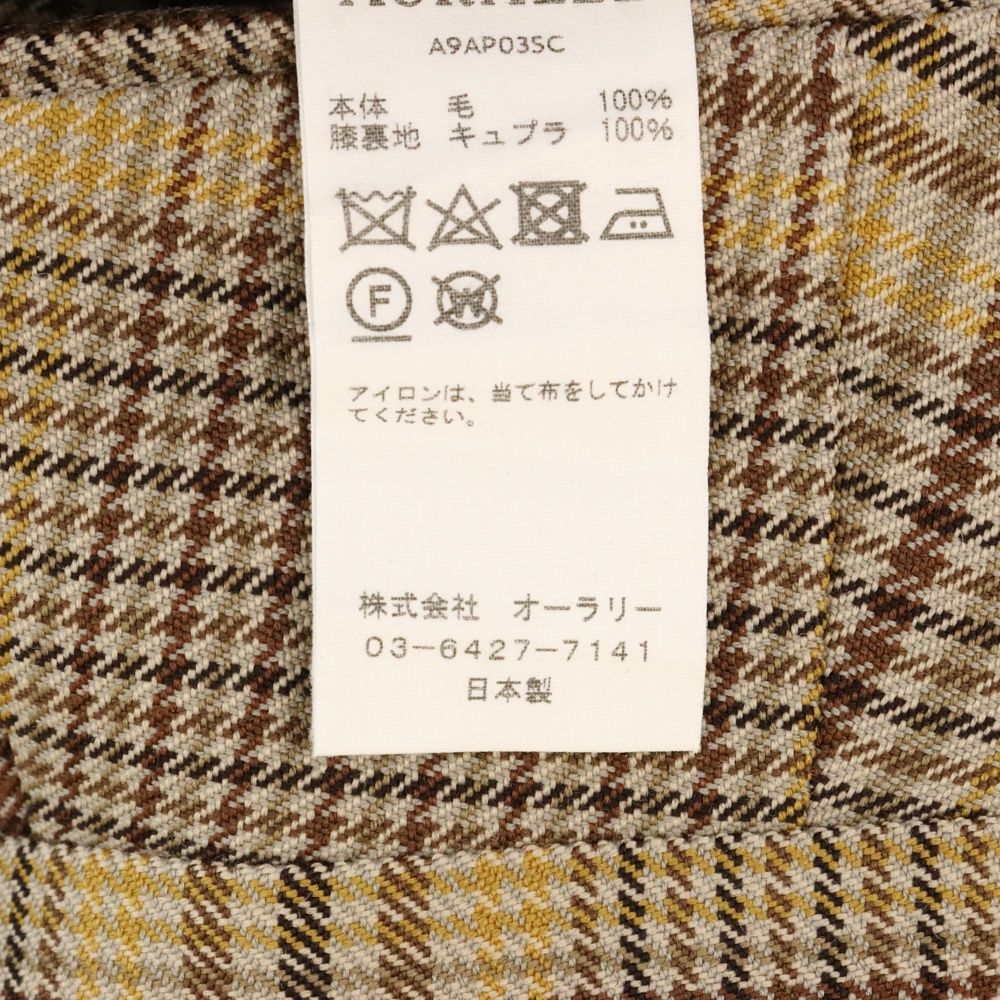 A9AP03SC
本体 毛 100%
膝裏地 キュプラ 100%
F
W
アイロンは、当て布をしてかけ
てください。
株式会社 オーラリー
03-6427-7141
日本製